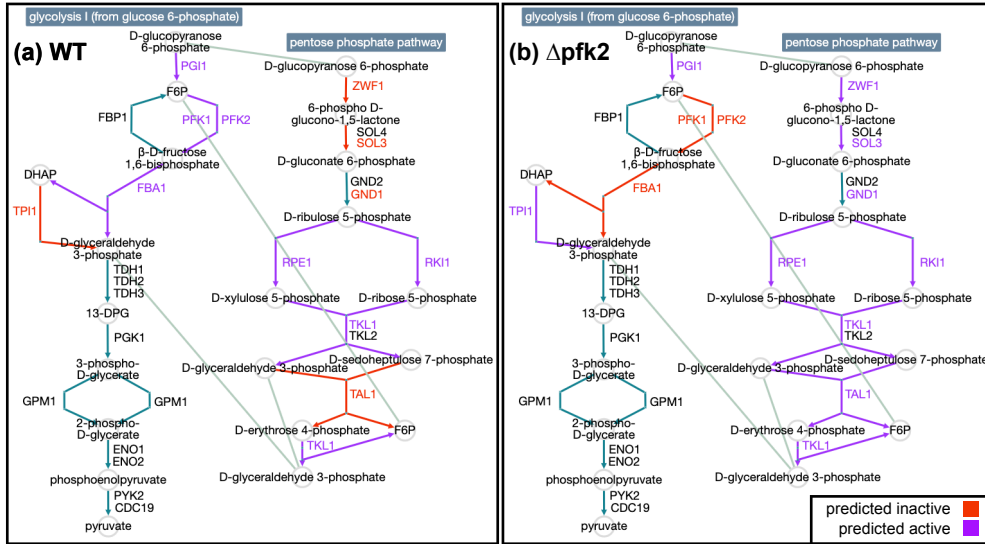 glycolysis I (from glucose 6-phosphate)
(a) WT
D-glucopyranose
6-phosphate
pentose phosphate pathway
PGI1
D-glucopyranose 6-phosphate
ZWF1
F6P
FBP1
PFK1
PFK2
6-phospho D-
glucono-1,5-lactone
SOL4
SOL3
β-D-fructose
1,6-bisphosphate
D-gluconate 6-phosphate
DHAP
FBA1
GND2
GND1
TPI1
D-ribulose 5-phosphate
D-glyceraldehyde
3-phosphate
RPE1
RKI1
TDH1
TDH2
TDH3
D-xylulose 5-phosphate
D-ribose 5-phosphate
13-DPG
TKL1
TKL2
PGK1
3-phospho-
D-glycerate
D-glyceraldehyde 3-phosphate
D-sedoheptulose 7-phosphate
GPM1
GPM1
TAL1
2-phospho-
D-glycerate
D-erythrose 4-phosphate
F6P
TKL1
ENO1
ENO2
phosphoenolpyruvate
D-glyceraldehyde 3-phosphate
PYK2
CDC19
pyruvate
glycolysis I (from glucose 6-phosphate)
(b) Δpfk2
D-glucopyranose
6-phosphate
pentose phosphate pathway
PGI1
D-glucopyranose 6-phosphate
ZWF1
F6P
FBP1
PFK1
PFK2
6-phospho D-
glucono-1,5-lactone
SOL4
SOL3
β-D-fructose
1,6-bisphosphate
D-gluconate 6-phosphate
DHAP
FBA1
GND2
GND1
TPI1
D-ribulose 5-phosphate
D-glyceraldehyde
3-phosphate
RPE1
RKI1
TDH1
TDH2
TDH3
D-xylulose 5-phosphate
D-ribose 5-phosphate
13-DPG
TKL1
TKL2
PGK1
3-phospho-
D-glycerate
D-glyceraldehyde 3-phosphate
D-sedoheptulose 7-phosphate
GPM1
GPM1
TAL1
2-phospho-
D-glycerate
D-erythrose 4-phosphate
F6P
TKL1
ENO1
ENO2
phosphoenolpyruvate
D-glyceraldehyde 3-phosphate
PYK2
CDC19
pyruvate
predicted inactive
predicted active